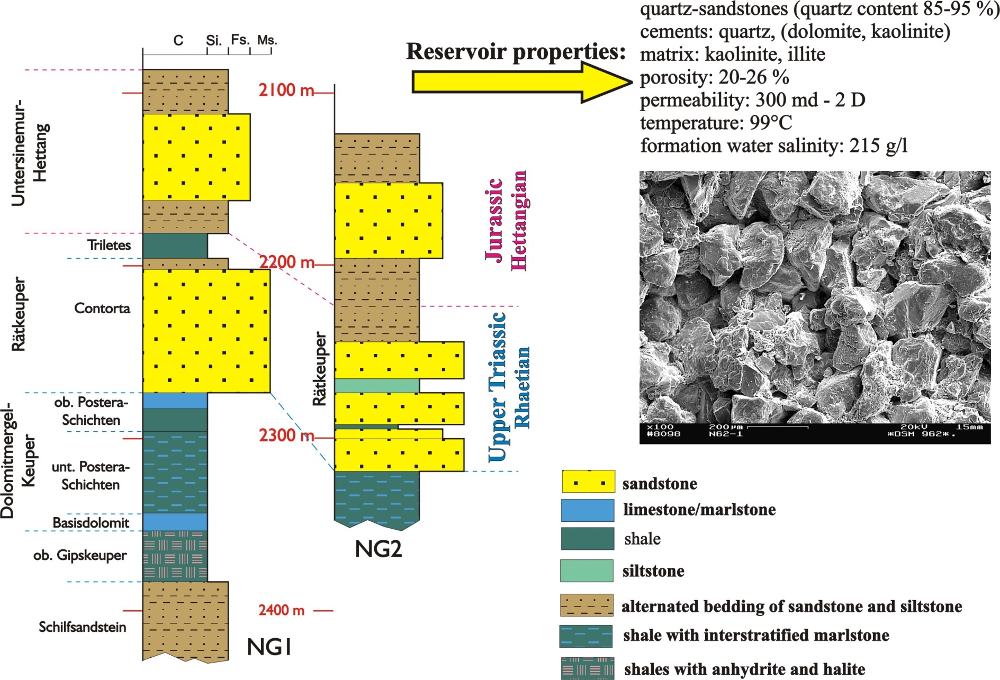 C Si. Fs. Ms.
Untersinemur-
Hettang
Triletes
Rätkeuper
Contorta
Dolomitmergel-
Keuper
ob. Postera-
Schichten
unt. Postera-
Schichten
Basisdolomit
ob. Gipskeuper
Schilfsandstein
NG1
2100 m
2200 m
2300 m
2400 m
Rätkeuper
NG2
Jurassic
Hettangian
Upper Triassic
Rhaetian
Reservoir properties:
quartz-sandstones (quartz content 85-95 %)
cements: quartz, (dolomite, kaolinite)
matrix: kaolinite, illite
porosity: 20-26 %
permeability: 300 md - 2 D
temperature: 99°C
formation water salinity: 215 g/l
x100 200µm 20kV 15mm
#8098 N62-1 *DSM 962*.
sandstone
limestone/marlstone
shale
siltstone
alternated bedding of sandstone and siltstone
shale with interstratified marlstone
shales with anhydrite and halite